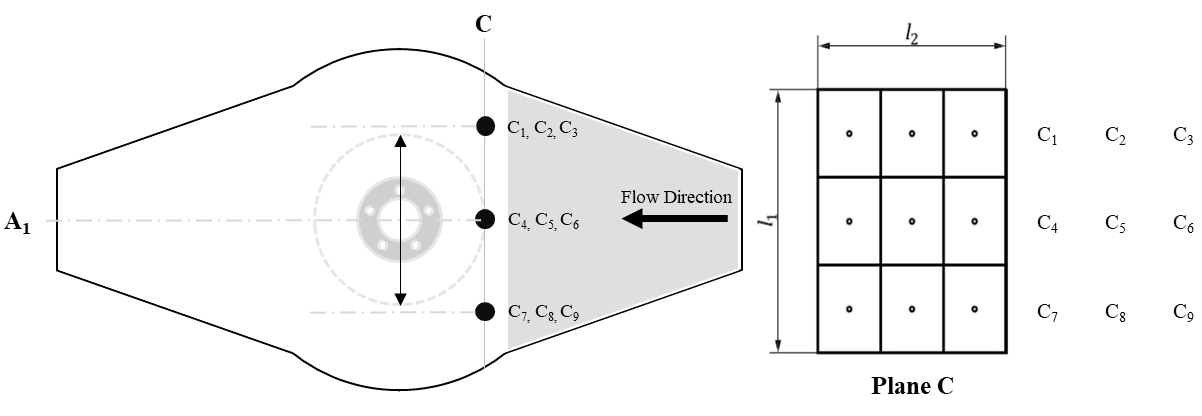 C
l₂
C₁, C₂, C₃
C₁ C₂ C₃
Flow Direction
A₁
C₄, C₅, C₆
l₁
C₄ C₅ C₆
C₇, C₈, C₉
C₇ C₈ C₉
Plane C